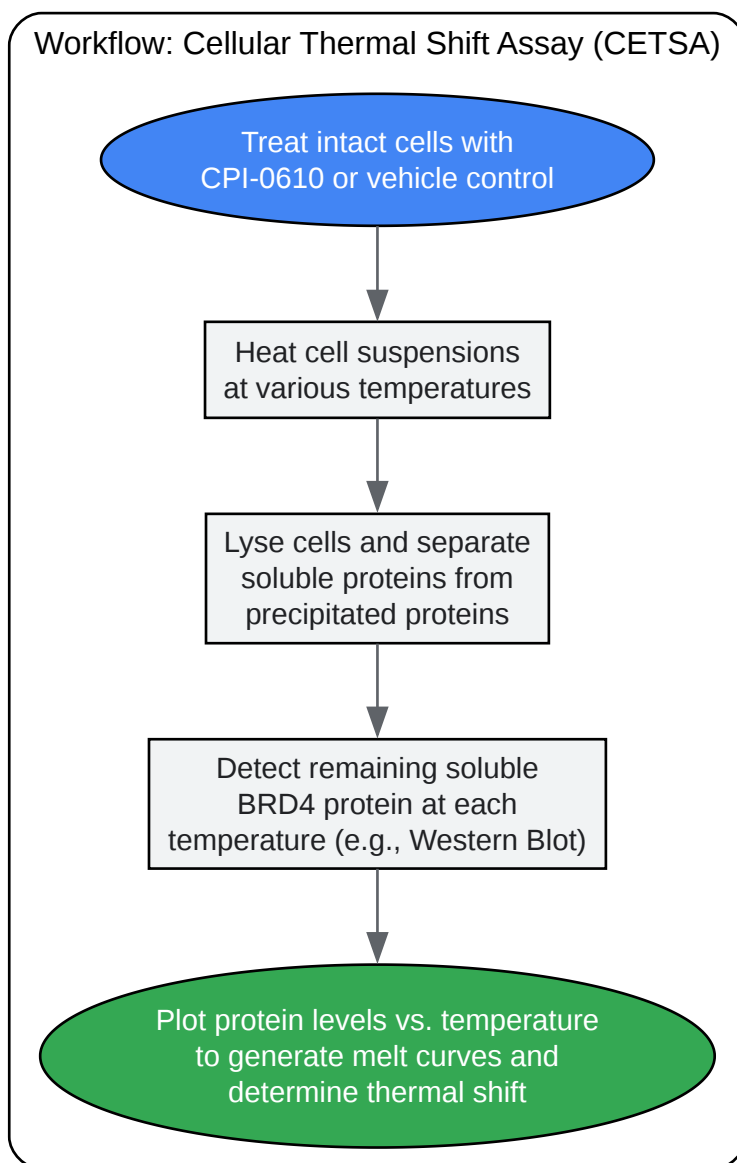 Workflow: Cellular Thermal Shift Assay (CETSA)
Treat intact cells with
CPI-0610 or vehicle control
Heat cell suspensions
at various temperatures
Lyse cells and separate
soluble proteins from
precipitated proteins
Detect remaining soluble
BRD4 protein at each
temperature (e.g., Western Blot)
Plot protein levels vs. temperature
to generate melt curves and
determine thermal shift